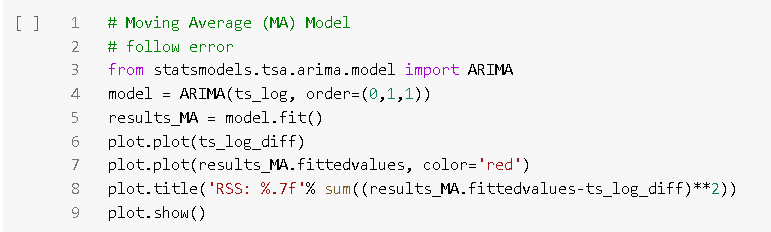 [ ] 1 # Moving Average (MA) Model
2 # follow error
3 from statsmodels.tsa.arima.model import ARIMA
4 model = ARIMA(ts_log, order=(0,1,1))
5 results_MA = model.fit()
6 plot.plot(ts_log_diff)
7 plot.plot(results_MA.fittedvalues, color='red')
8 plot.title('RSS: %.7f'% sum((results_MA.fittedvalues-ts_log_diff)**2))
9 plot.show()